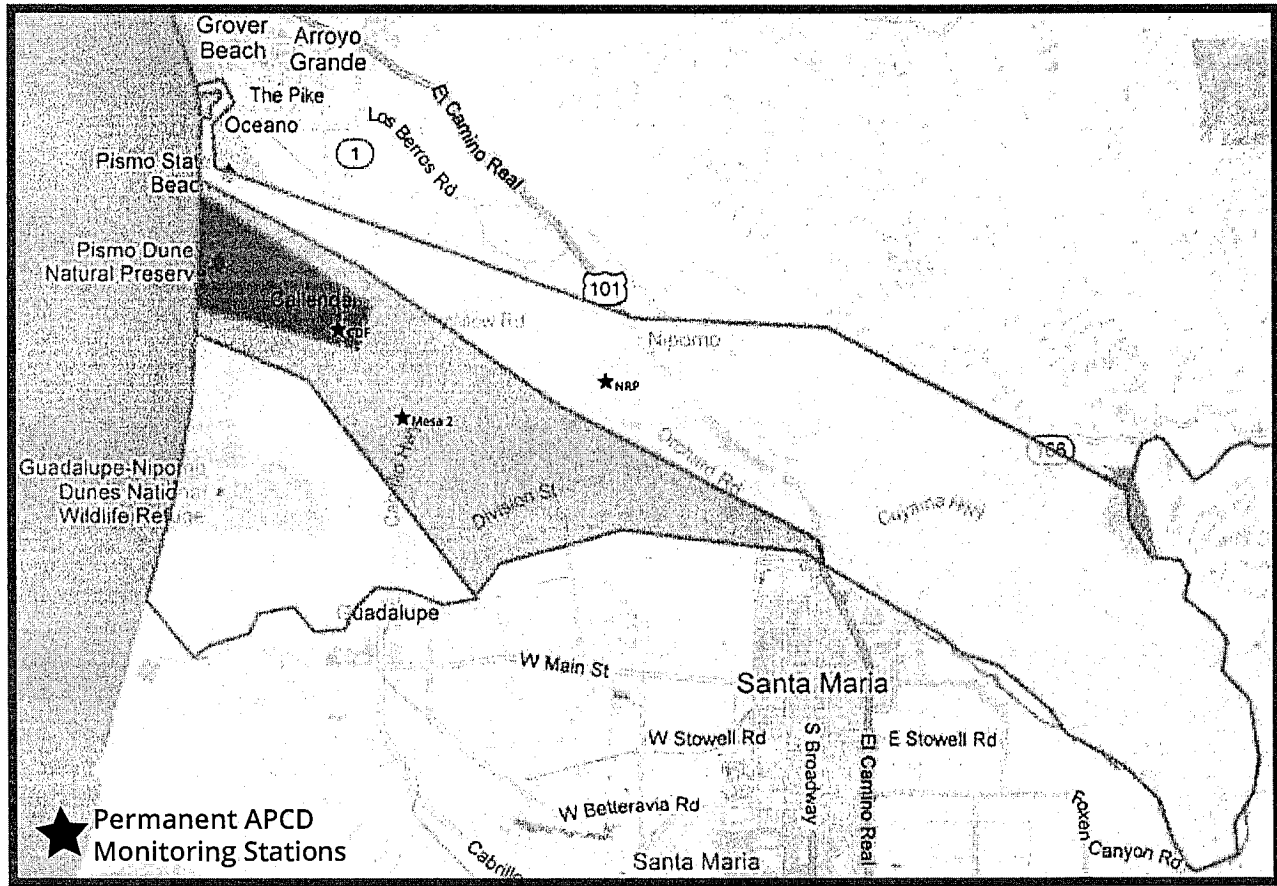 Grover
Beach
Arroyo
Grande
The Pike
Oceano
El Camino Real
Los Berros Rd
1
Pismo Stat
Beac
Pismo Dune
Natural Preserv
101
CDF
Nipomo
NRP
Mesa 2
166
Guadalupe-Nipomo
Dunes National
Wildlife Refuge
Division St
Orchard Rd
Cuyama Hwy
Guadalupe
W Main St
Santa Maria
W Stowell Rd
S Broadway
El Camino Real
E Stowell Rd
W Betteravia Rd
Foxen Canyon Rd
Santa Maria
Cabrillo
Permanent APCD
Monitoring Stations